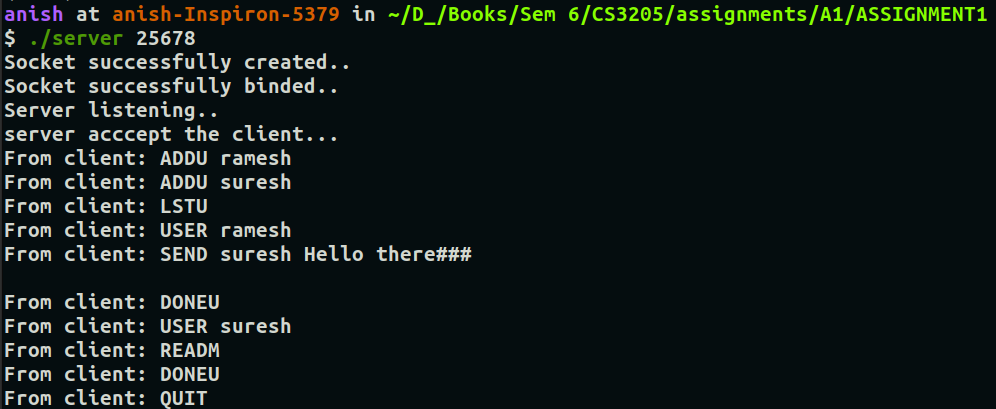 anish at anish-Inspiron-5379 in ~/D_/Books/Sem 6/CS3205/assignments/A1/ASSIGNMENT1
$ ./server 25678
Socket successfully created..
Socket successfully binded..
Server listening..
server acccept the client...
From client: ADDU ramesh
From client: ADDU suresh
From client: LSTU
From client: USER ramesh
From client: SEND suresh Hello there###
From client: DONEU
From client: USER suresh
From client: READM
From client: DONEU
From client: QUIT